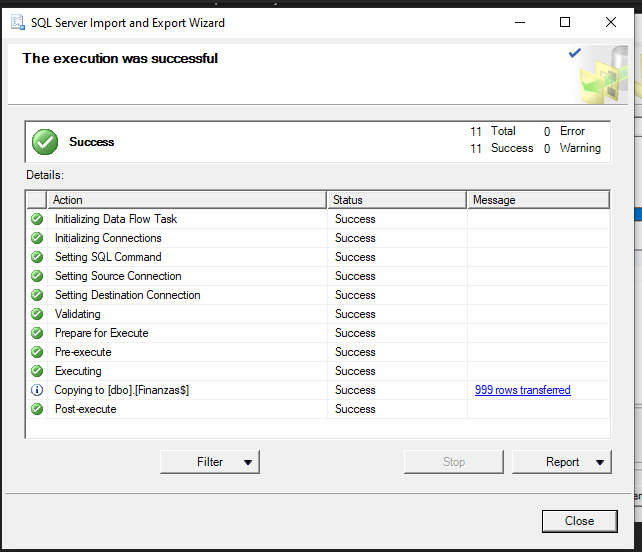 SQL Server Import and Export Wizard
The execution was successful
Success
11 Total 0 Error
11 Success 0 Warning
Details:
Action Status Message
Initializing Data Flow Task Success
Initializing Connections Success
Setting SQL Command Success
Setting Source Connection Success
Setting Destination Connection Success
Validating Success
Prepare for Execute Success
Pre-execute Success
Executing Success
Copying to [dbo].[Finanzas$] Success 999 rows transferred
Post-execute Success
Filter Stop Report
Close